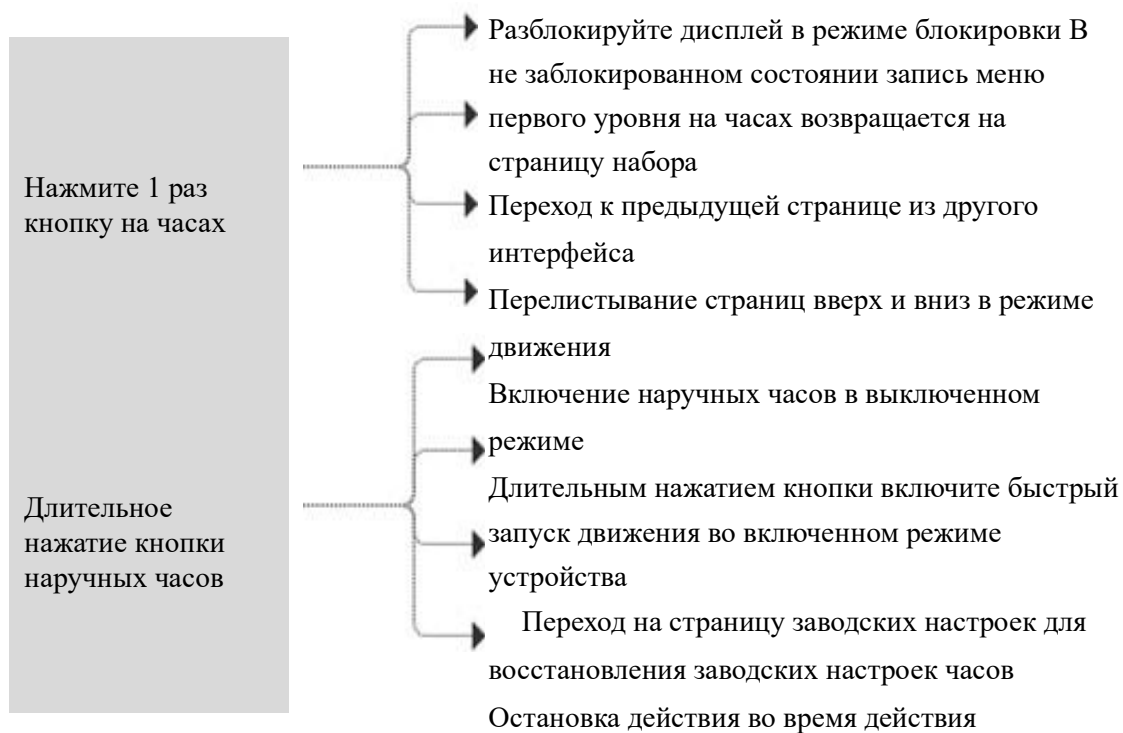 Нажмите 1 раз
кнопку на часах
Разблокируйте дисплей в режиме блокировки В
не заблокированном состоянии запись меню
первого уровня на часах возвращается на
страницу набора
Переход к предыдущей странице из другого
интерфейса
Перелистывание страниц вверх и вниз в режиме
движения
Длительное
нажатие кнопки
наручных часов
Включение наручных часов в выключенном
режиме
Длительным нажатием кнопки включите быстрый
запуск движения во включенном режиме
устройства
Переход на страницу заводских настроек для
восстановления заводских настроек часов
Остановка действия во время действия